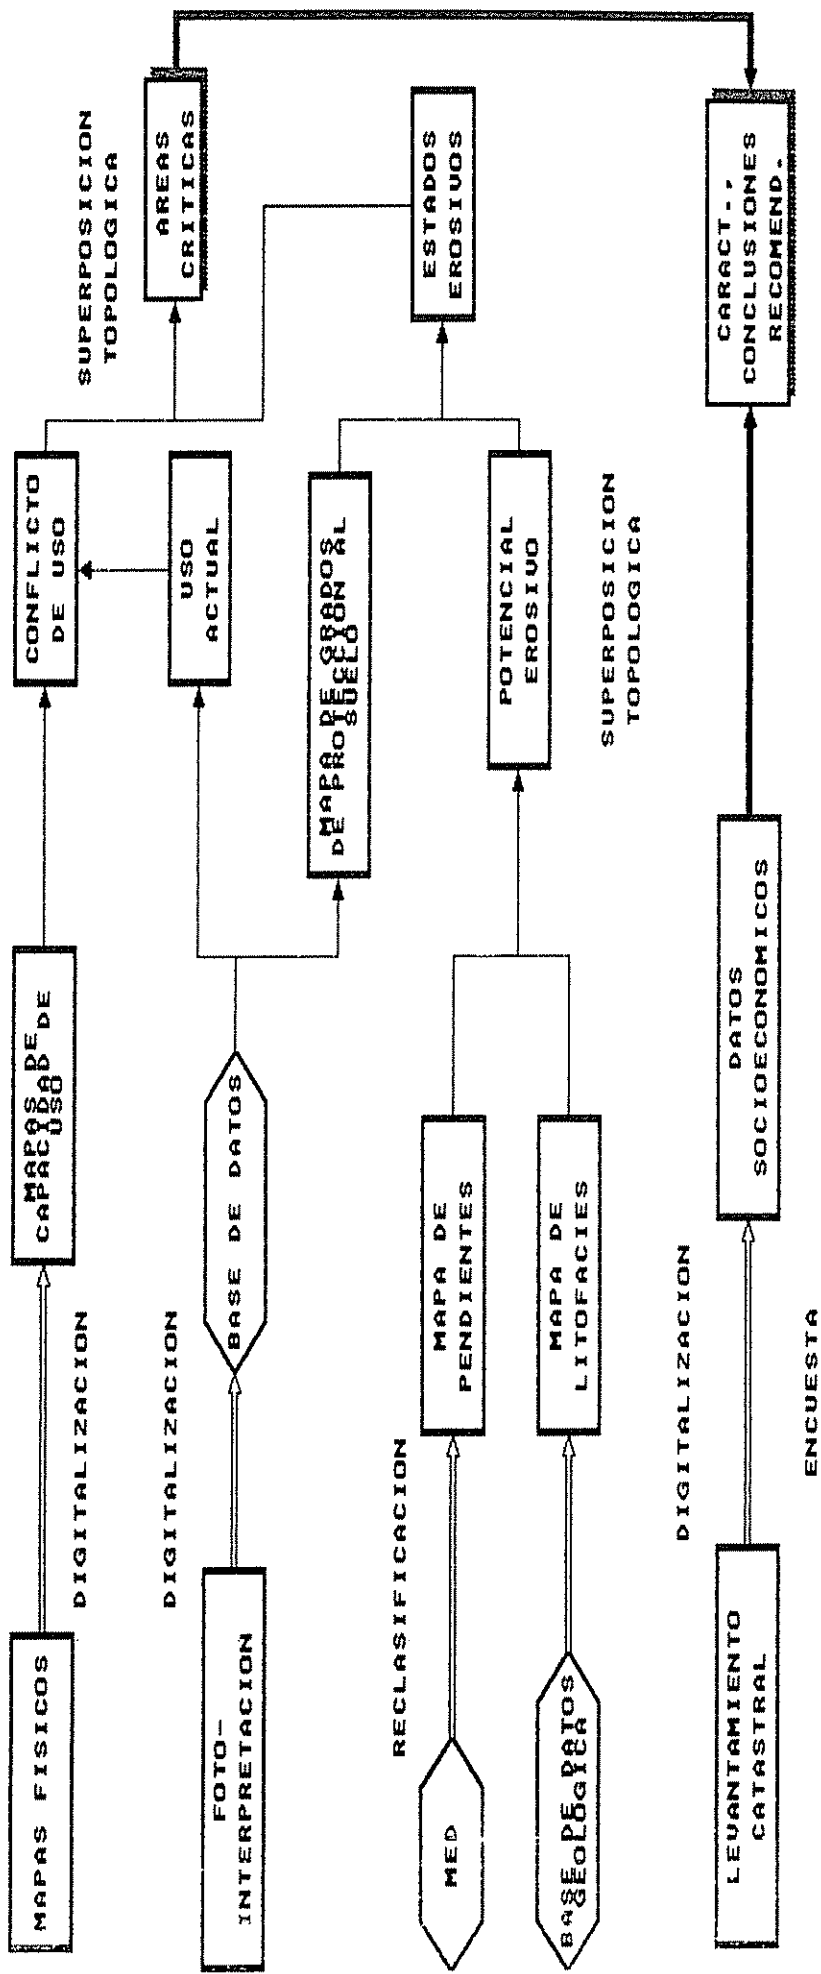 MAPAS FISICOS
DIGITALIZACION
MAPAS DE
CAPACIDAD DE
USO
CONFLICTO
DE USO
SUPERPOSICION
TOPOLOGICA
AREAS
CRITICAS
FOTO-
INTERPRETACION
DIGITALIZACION
BASE DE DATOS
USO
ACTUAL
MAPA DE GRADOS
DE PROTECCION AL
SUELO
ESTADOS
EROSIVOS
MED
RECLASIFICACION
MAPA DE
PENDIENTES
BASE DE DATOS
GEOLOGICA
MAPA DE
LITOFACIES
POTENCIAL
EROSIVO
SUPERPOSICION
TOPOLOGICA
LEVANTAMIENTO
CATASTRAL
DIGITALIZACION
ENCUESTA
DATOS
SOCIOECONOMICOS
CARACT.,
CONCLUSIONES
RECOMEND.